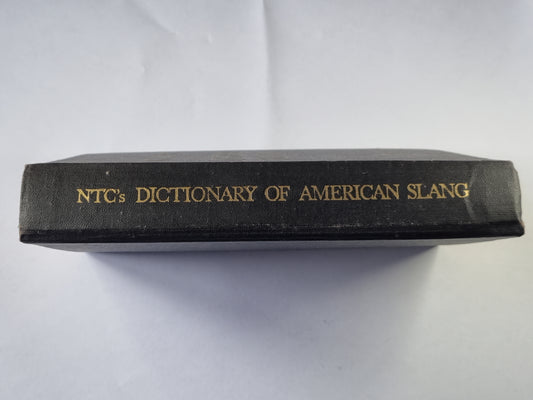 NTC's DICTIONARY OF AMERICAN SLANG